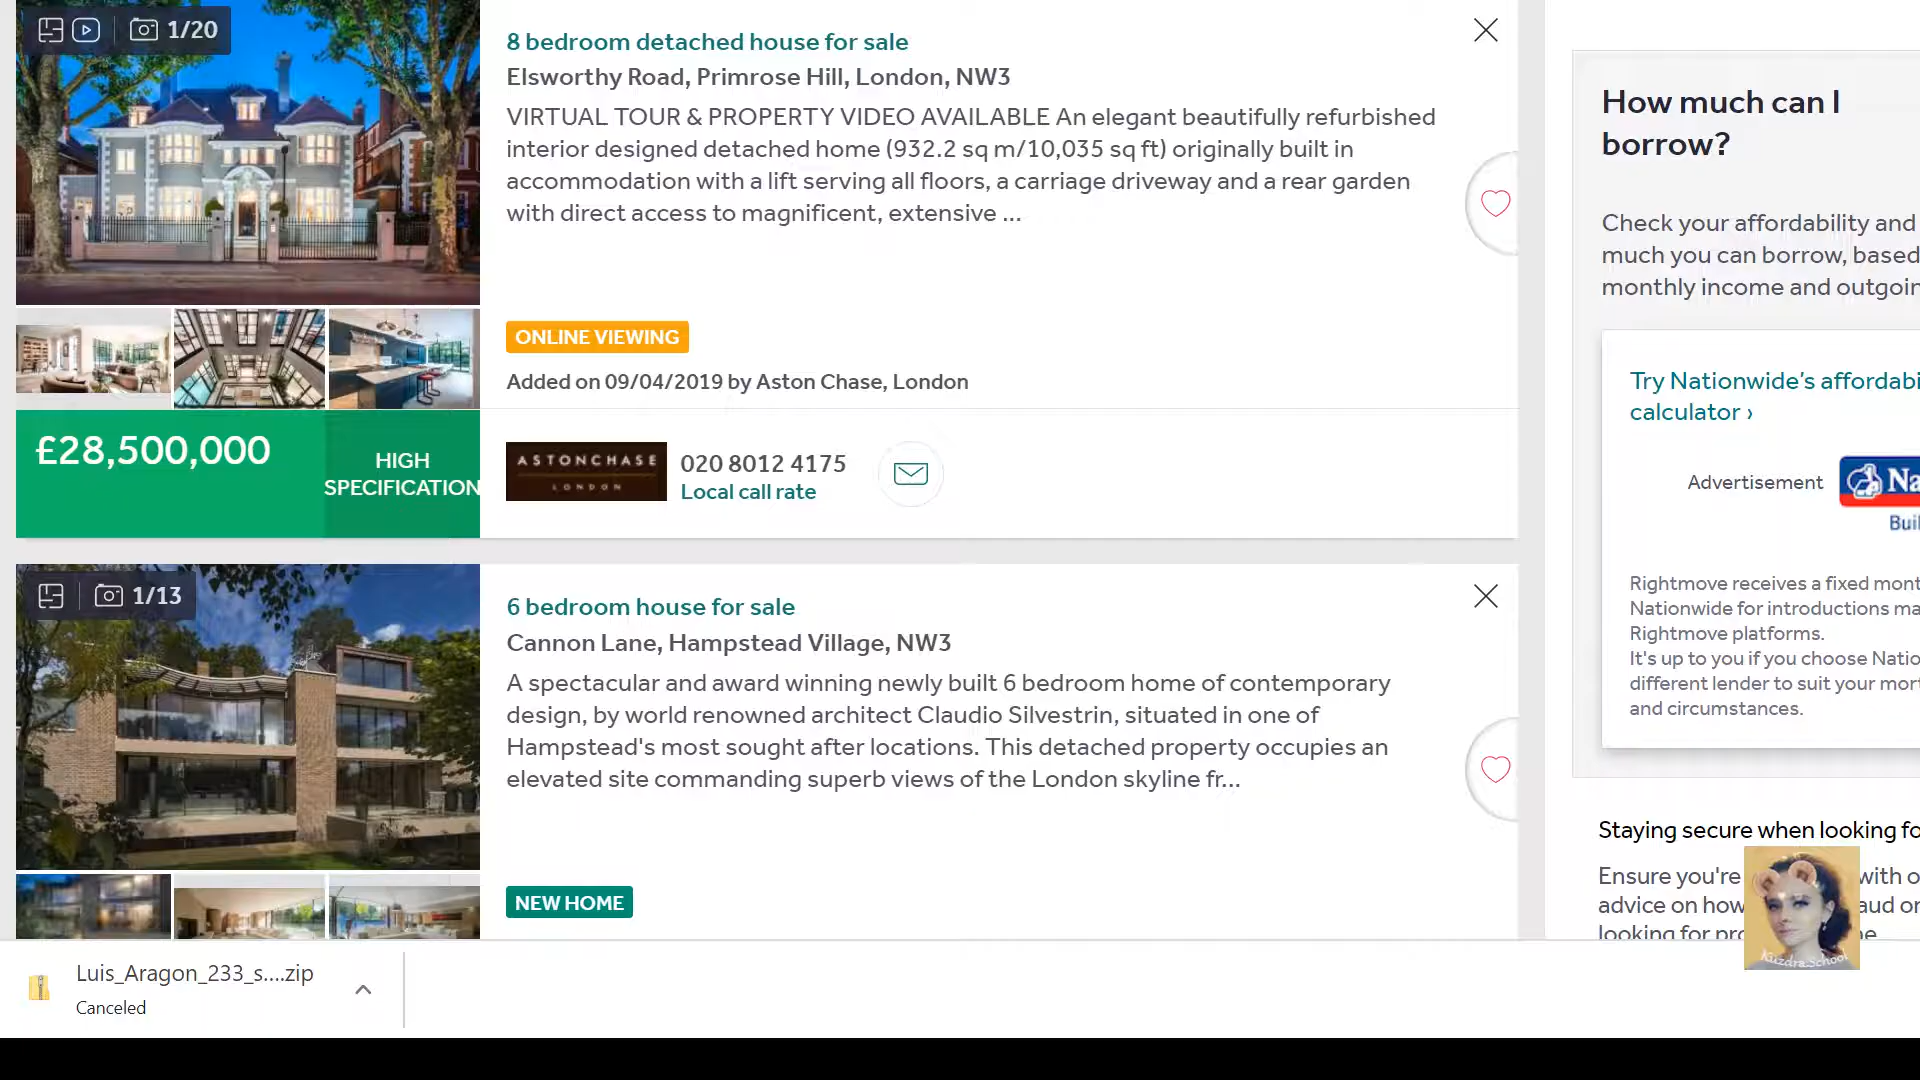 1/20
8 bedroom detached house for sale
Elsworthy Road, Primrose Hill, London, NW3
VIRTUAL TOUR & PROPERTY VIDEO AVAILABLE An elegant beautifully refurbished
interior designed detached home (932.2 sq m/10,035 sq ft) originally built in
accommodation with a lift serving all floors, a carriage driveway and a rear garden
with direct access to magnificent, extensive ...
ONLINE VIEWING
Added on 09/04/2019 by Aston Chase, London
£28,500,000
HIGH
SPECIFICATION
ASTONCHASE
LONDON
020 8012 4175
Local call rate
1/13
6 bedroom house for sale
Cannon Lane, Hampstead Village, NW3
A spectacular and award winning newly built 6 bedroom home of contemporary
design, by world renowned architect Claudio Silvestrin, situated in one of
Hampstead's most sought after locations. This detached property occupies an
elevated site commanding superb views of the London skyline fr...
NEW HOME
How much can I
borrow?
Check your affordability and
much you can borrow, based
monthly income and outgoin
Try Nationwide's affordabi
calculator ›
Advertisement
Na
Buil
Rightmove receives a fixed mont
Nationwide for introductions ma
Rightmove platforms.
It's up to you if you choose Natio
different lender to suit your mort
and circumstances.
Staying secure when looking fo
Ensure you're with o
advice on how aud or
looking for pro e
Kuzdra.School
Luis_Aragon_233_s....zip
Canceled